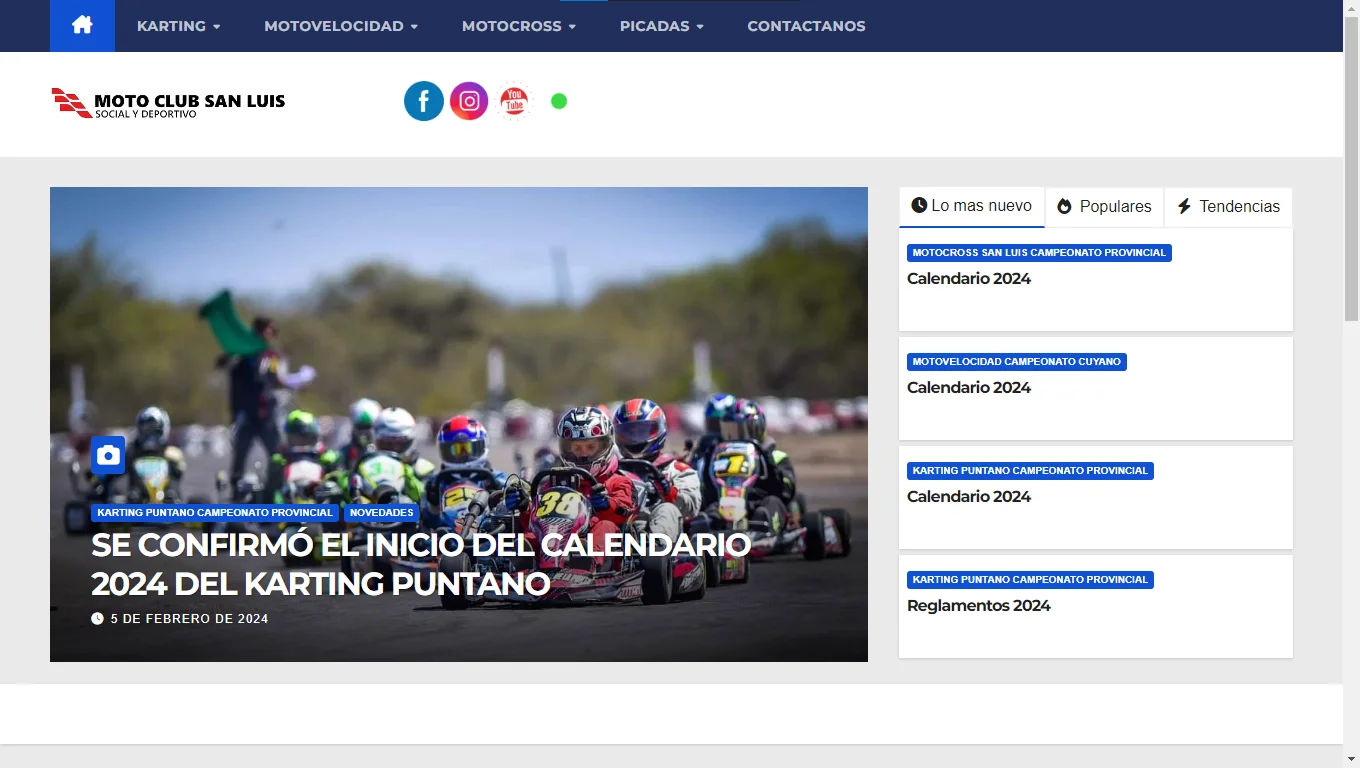 KARTING
MOTOVELOCIDAD
MOTOCROSS
PICADAS
CONTACTANOS
MOTO CLUB SAN LUIS
SOCIAL Y DEPORTIVO
You
Tube
Lo mas nuevo
Populares
Tendencias
MOTOCROSS SAN LUIS CAMPEONATO PROVINCIAL
Calendario 2024
MOTOVELOCIDAD CAMPEONATO CUYANO
Calendario 2024
KARTING PUNTANO CAMPEONATO PROVINCIAL
Calendario 2024
KARTING PUNTANO CAMPEONATO PROVINCIAL
Reglamentos 2024
38
1
KARTING PUNTANO CAMPEONATO PROVINCIAL
NOVEDADES
SE CONFIRMÓ EL INICIO DEL CALENDARIO
2024 DEL KARTING PUNTANO
5 DE FEBRERO DE 2024